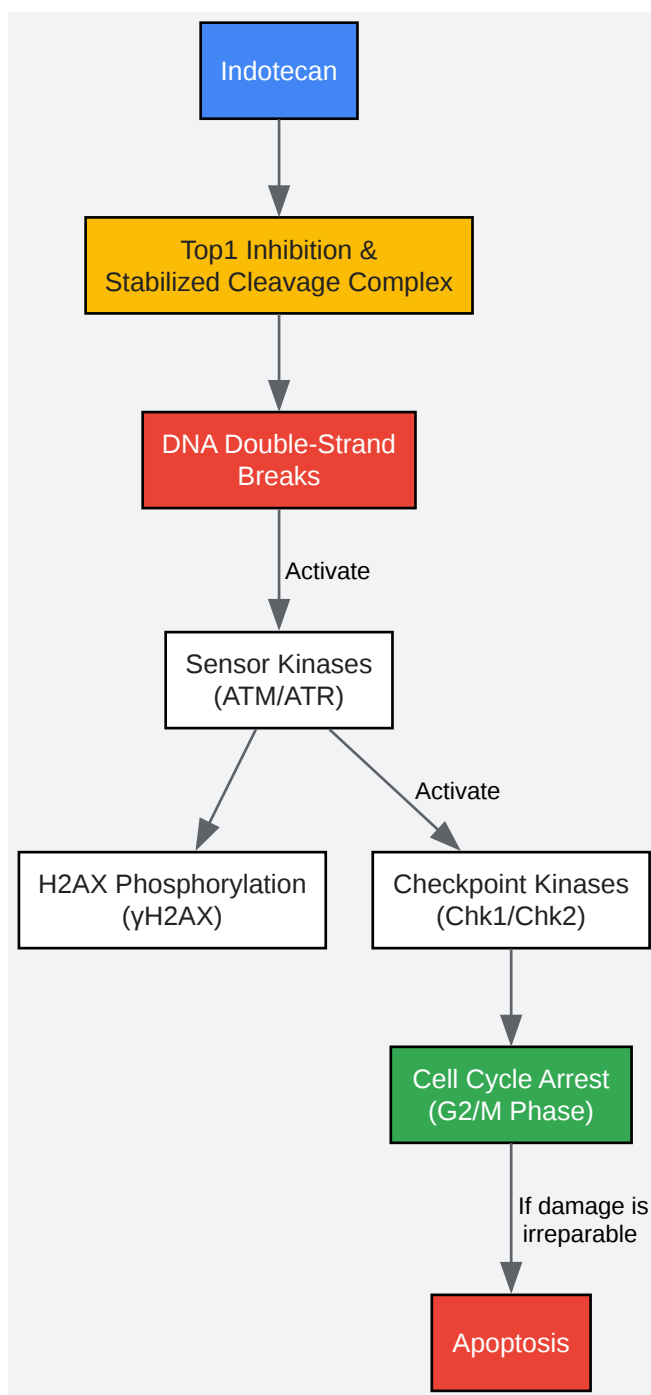 Indotecan
Top1 Inhibition &
Stabilized Cleavage Complex
DNA Double-Strand
Breaks
Activate
Sensor Kinases
(ATM/ATR)
Activate
H2AX Phosphorylation
(γH2AX)
Checkpoint Kinases
(Chk1/Chk2)
Cell Cycle Arrest
(G2/M Phase)
If damage is
irreparable
Apoptosis